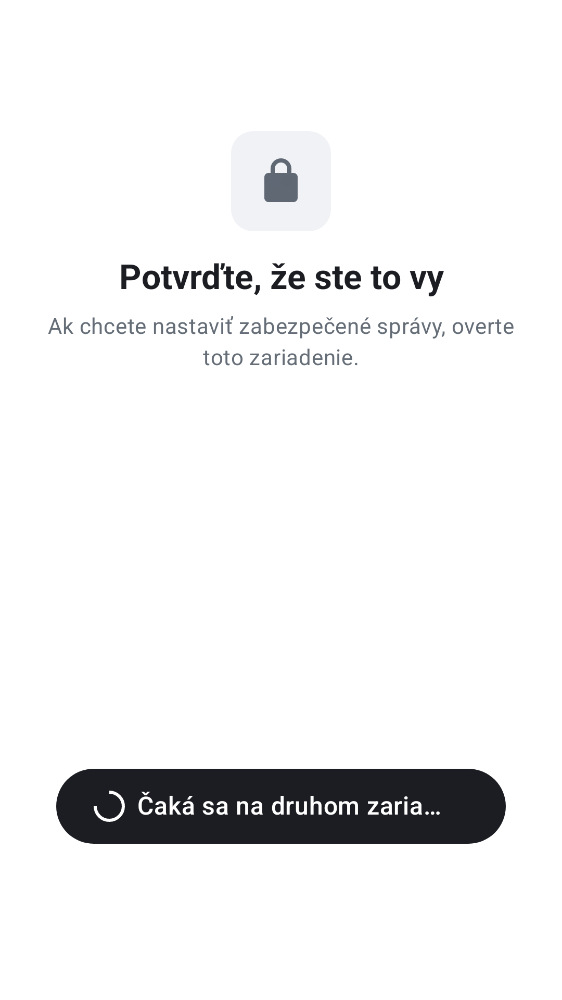 Potvrďte, že ste to vy
Ak chcete nastaviť zabezpečené správy, overte
toto zariadenie.
Čaká sa na druhom zaria…